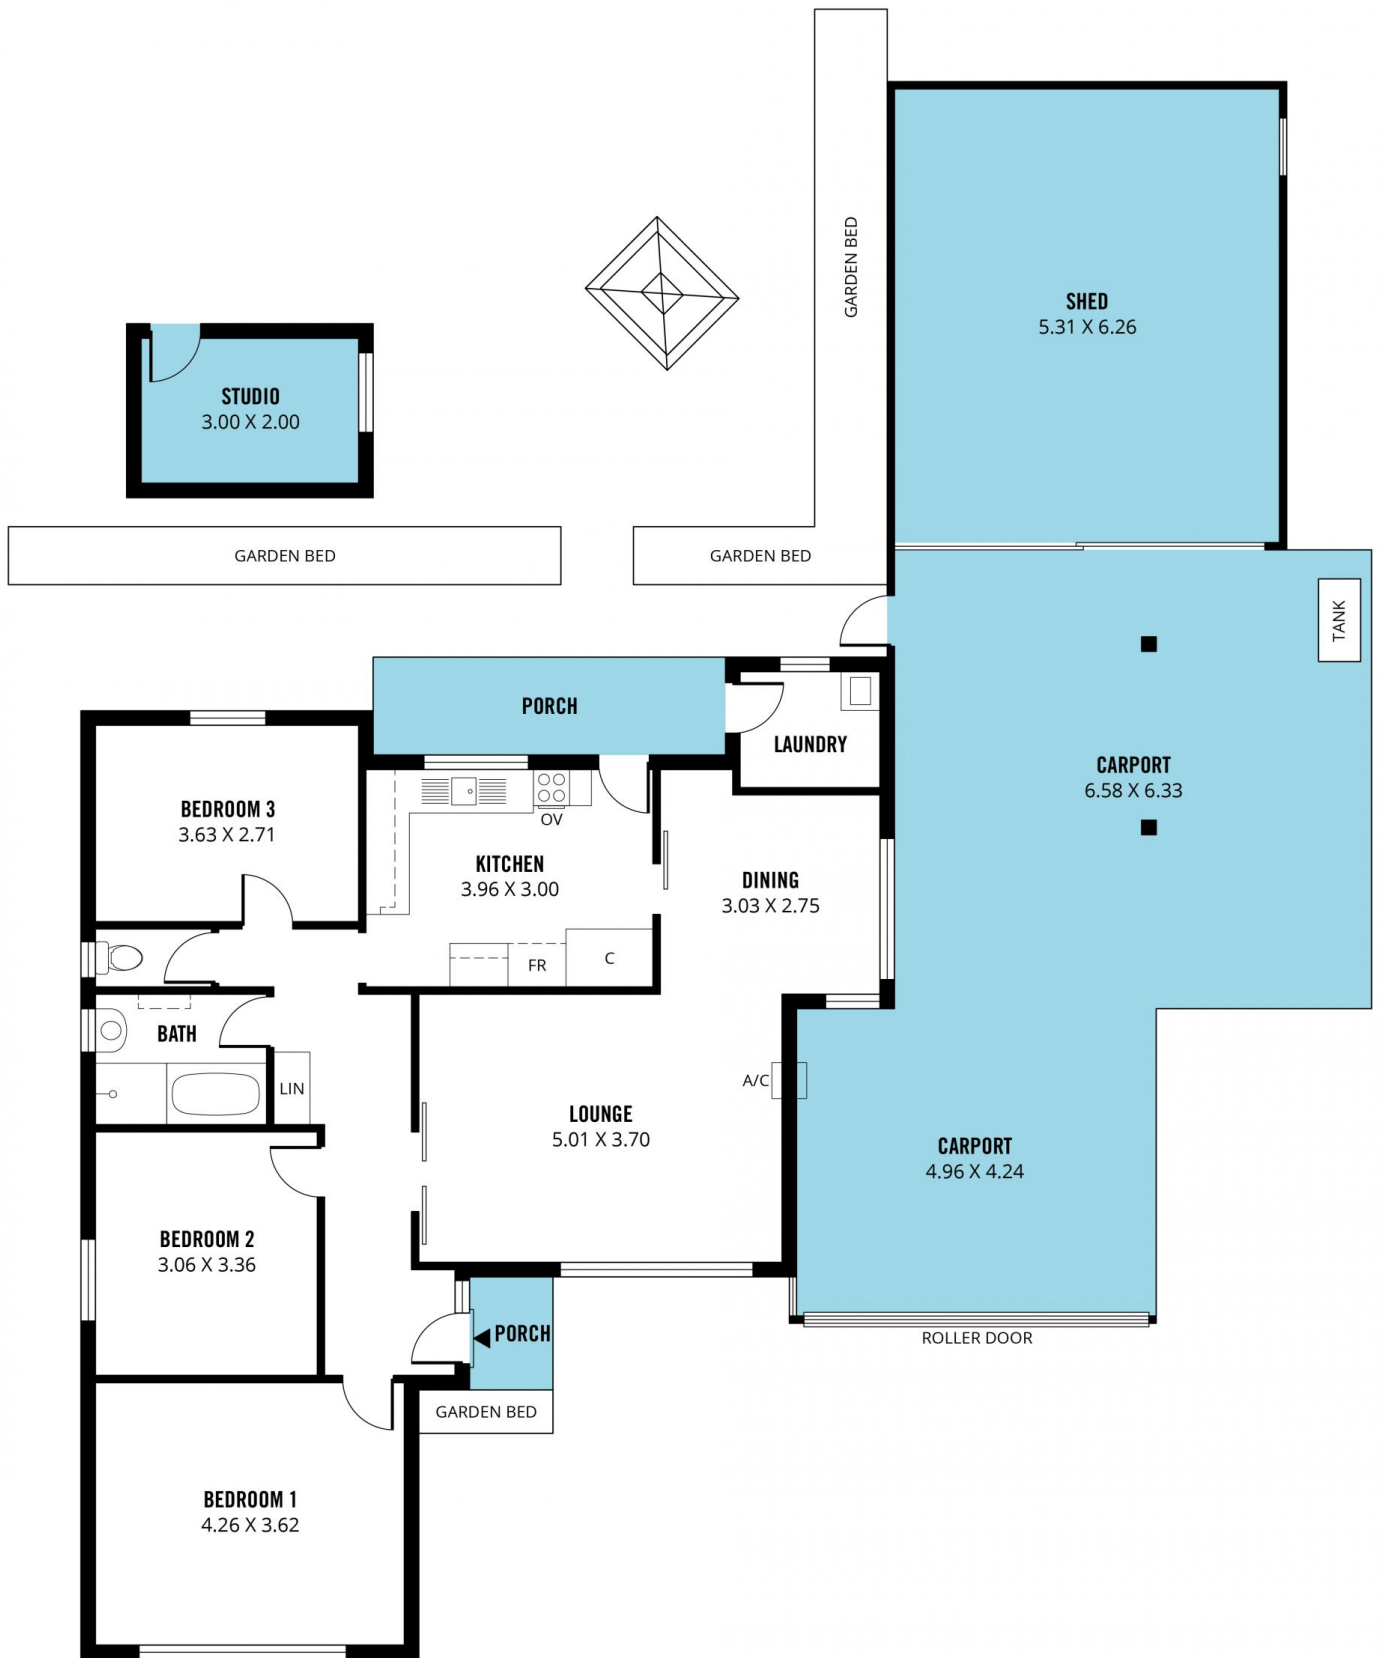 GARDEN BED
SHED
5.31 X 6.26
STUDIO
3.00 X 2.00
GARDEN BED
GARDEN BED
TANK
PORCH
LAUNDRY
CARPORT
6.58 X 6.33
BEDROOM 3
3.63 X 2.71
OV
KITCHEN
3.96 X 3.00
DINING
3.03 X 2.75
FR
C
BATH
LIN
A/C
LOUNGE
5.01 X 3.70
CARPORT
4.96 X 4.24
BEDROOM 2
3.06 X 3.36
PORCH
ROLLER DOOR
GARDEN BED
BEDROOM 1
4.26 X 3.62